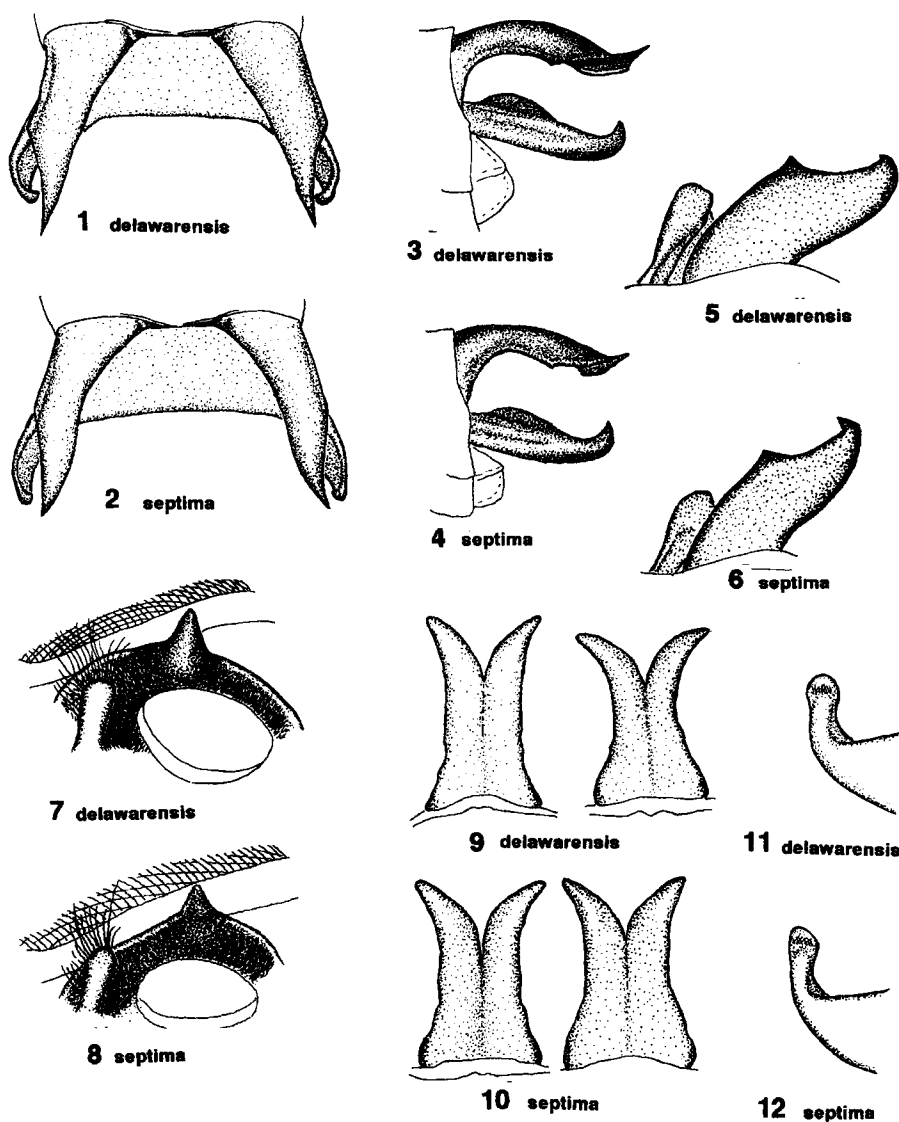 1 delawarensis
2 septima
3 delawarensis
4 septima
5 delawarensis
6 septima
7 delawarensis
8 septima
9 delawarensis
10 septima
11 delawarensis
12 septima